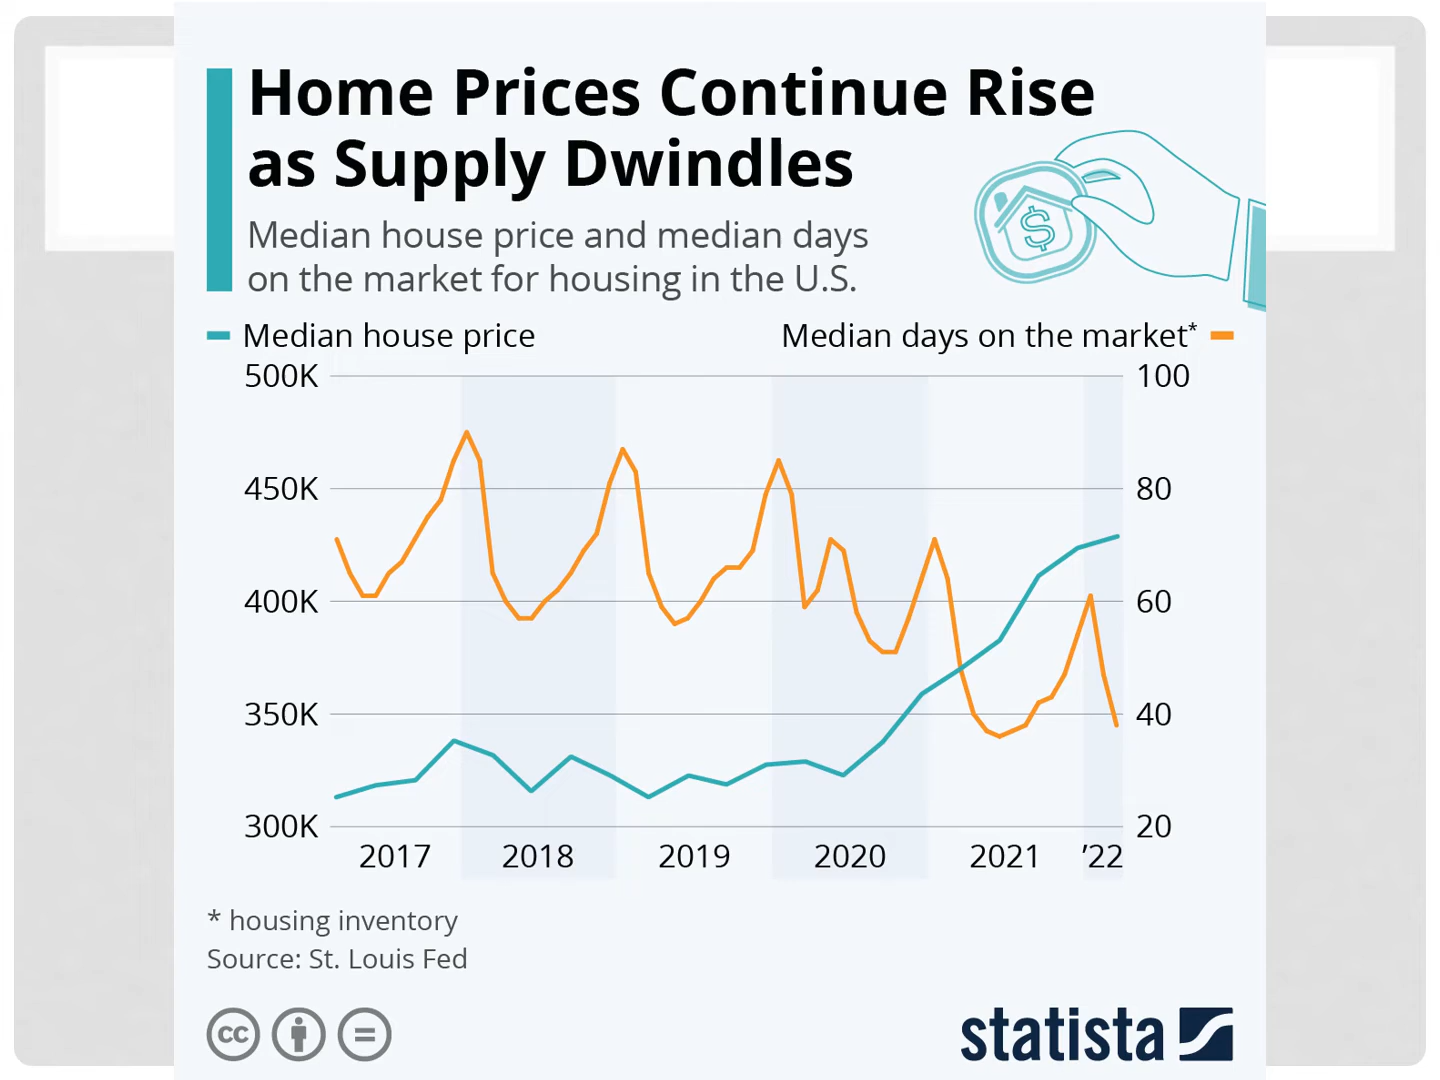 Home Prices Continue Rise
as Supply Dwindles
Median house price and median days
on the market for housing in the U.S.
$
Median house price
Median days on the market*
500K
100
450K
80
400K
60
350K
40
300K
20
2017 2018 2019 2020 2021 ’22
* housing inventory
Source: St. Louis Fed
cc
statista